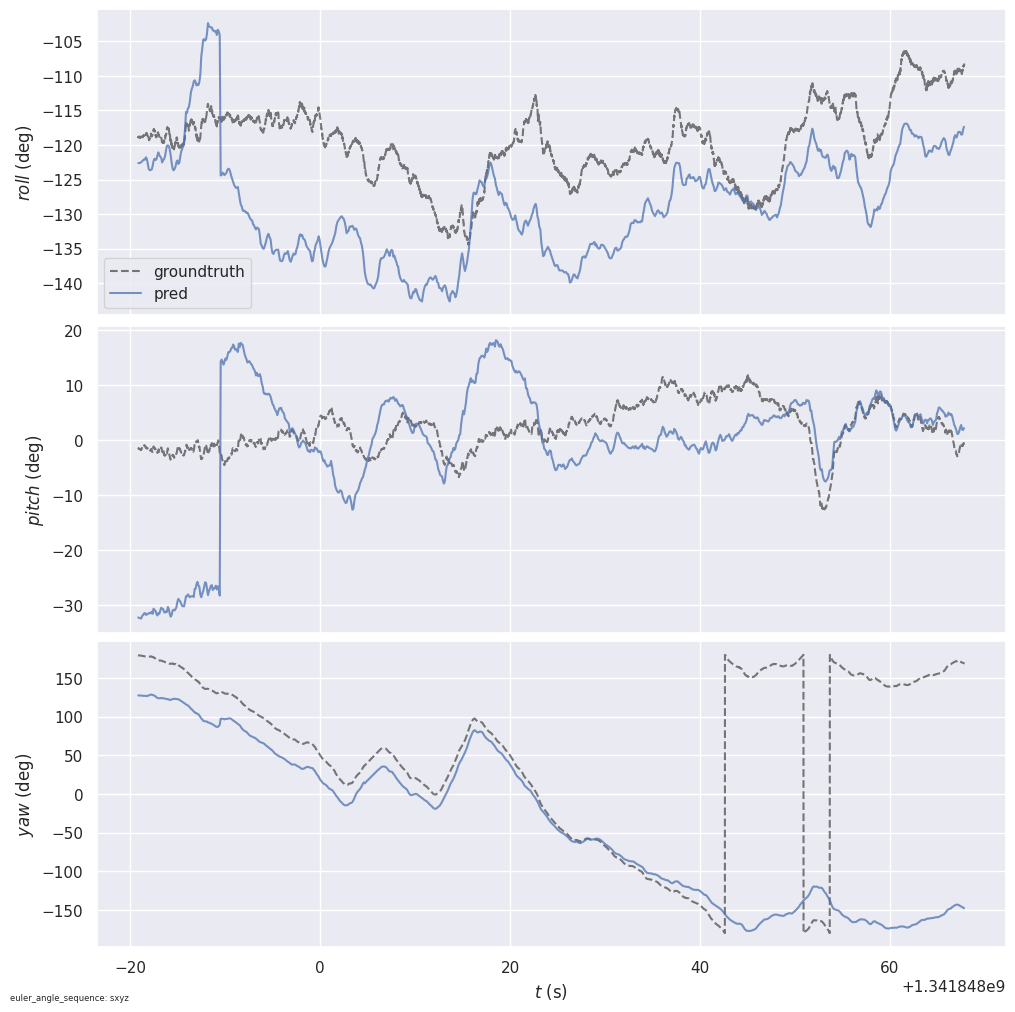 −105
−110
−115
−120
−125
−130
−135
−140
roll (deg)
groundtruth
pred
20
10
0
−10
−20
−30
pitch (deg)
150
100
50
0
−50
−100
−150
yaw (deg)
−20 0 20 40 60
t (s)
+1.341848e9
euler_angle_sequence: sxyz